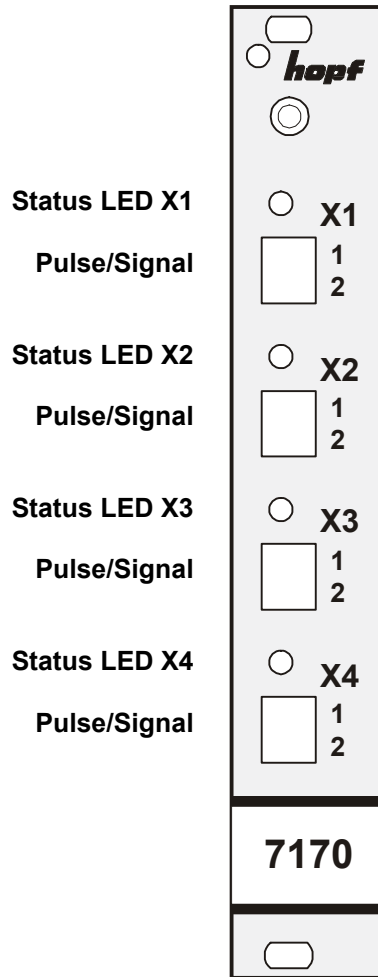 hopf
Status LED X1
X1
Pulse/Signal
1
2
Status LED X2
X2
Pulse/Signal
1
2
Status LED X3
X3
Pulse/Signal
1
2
Status LED X4
X4
Pulse/Signal
1
2
7170